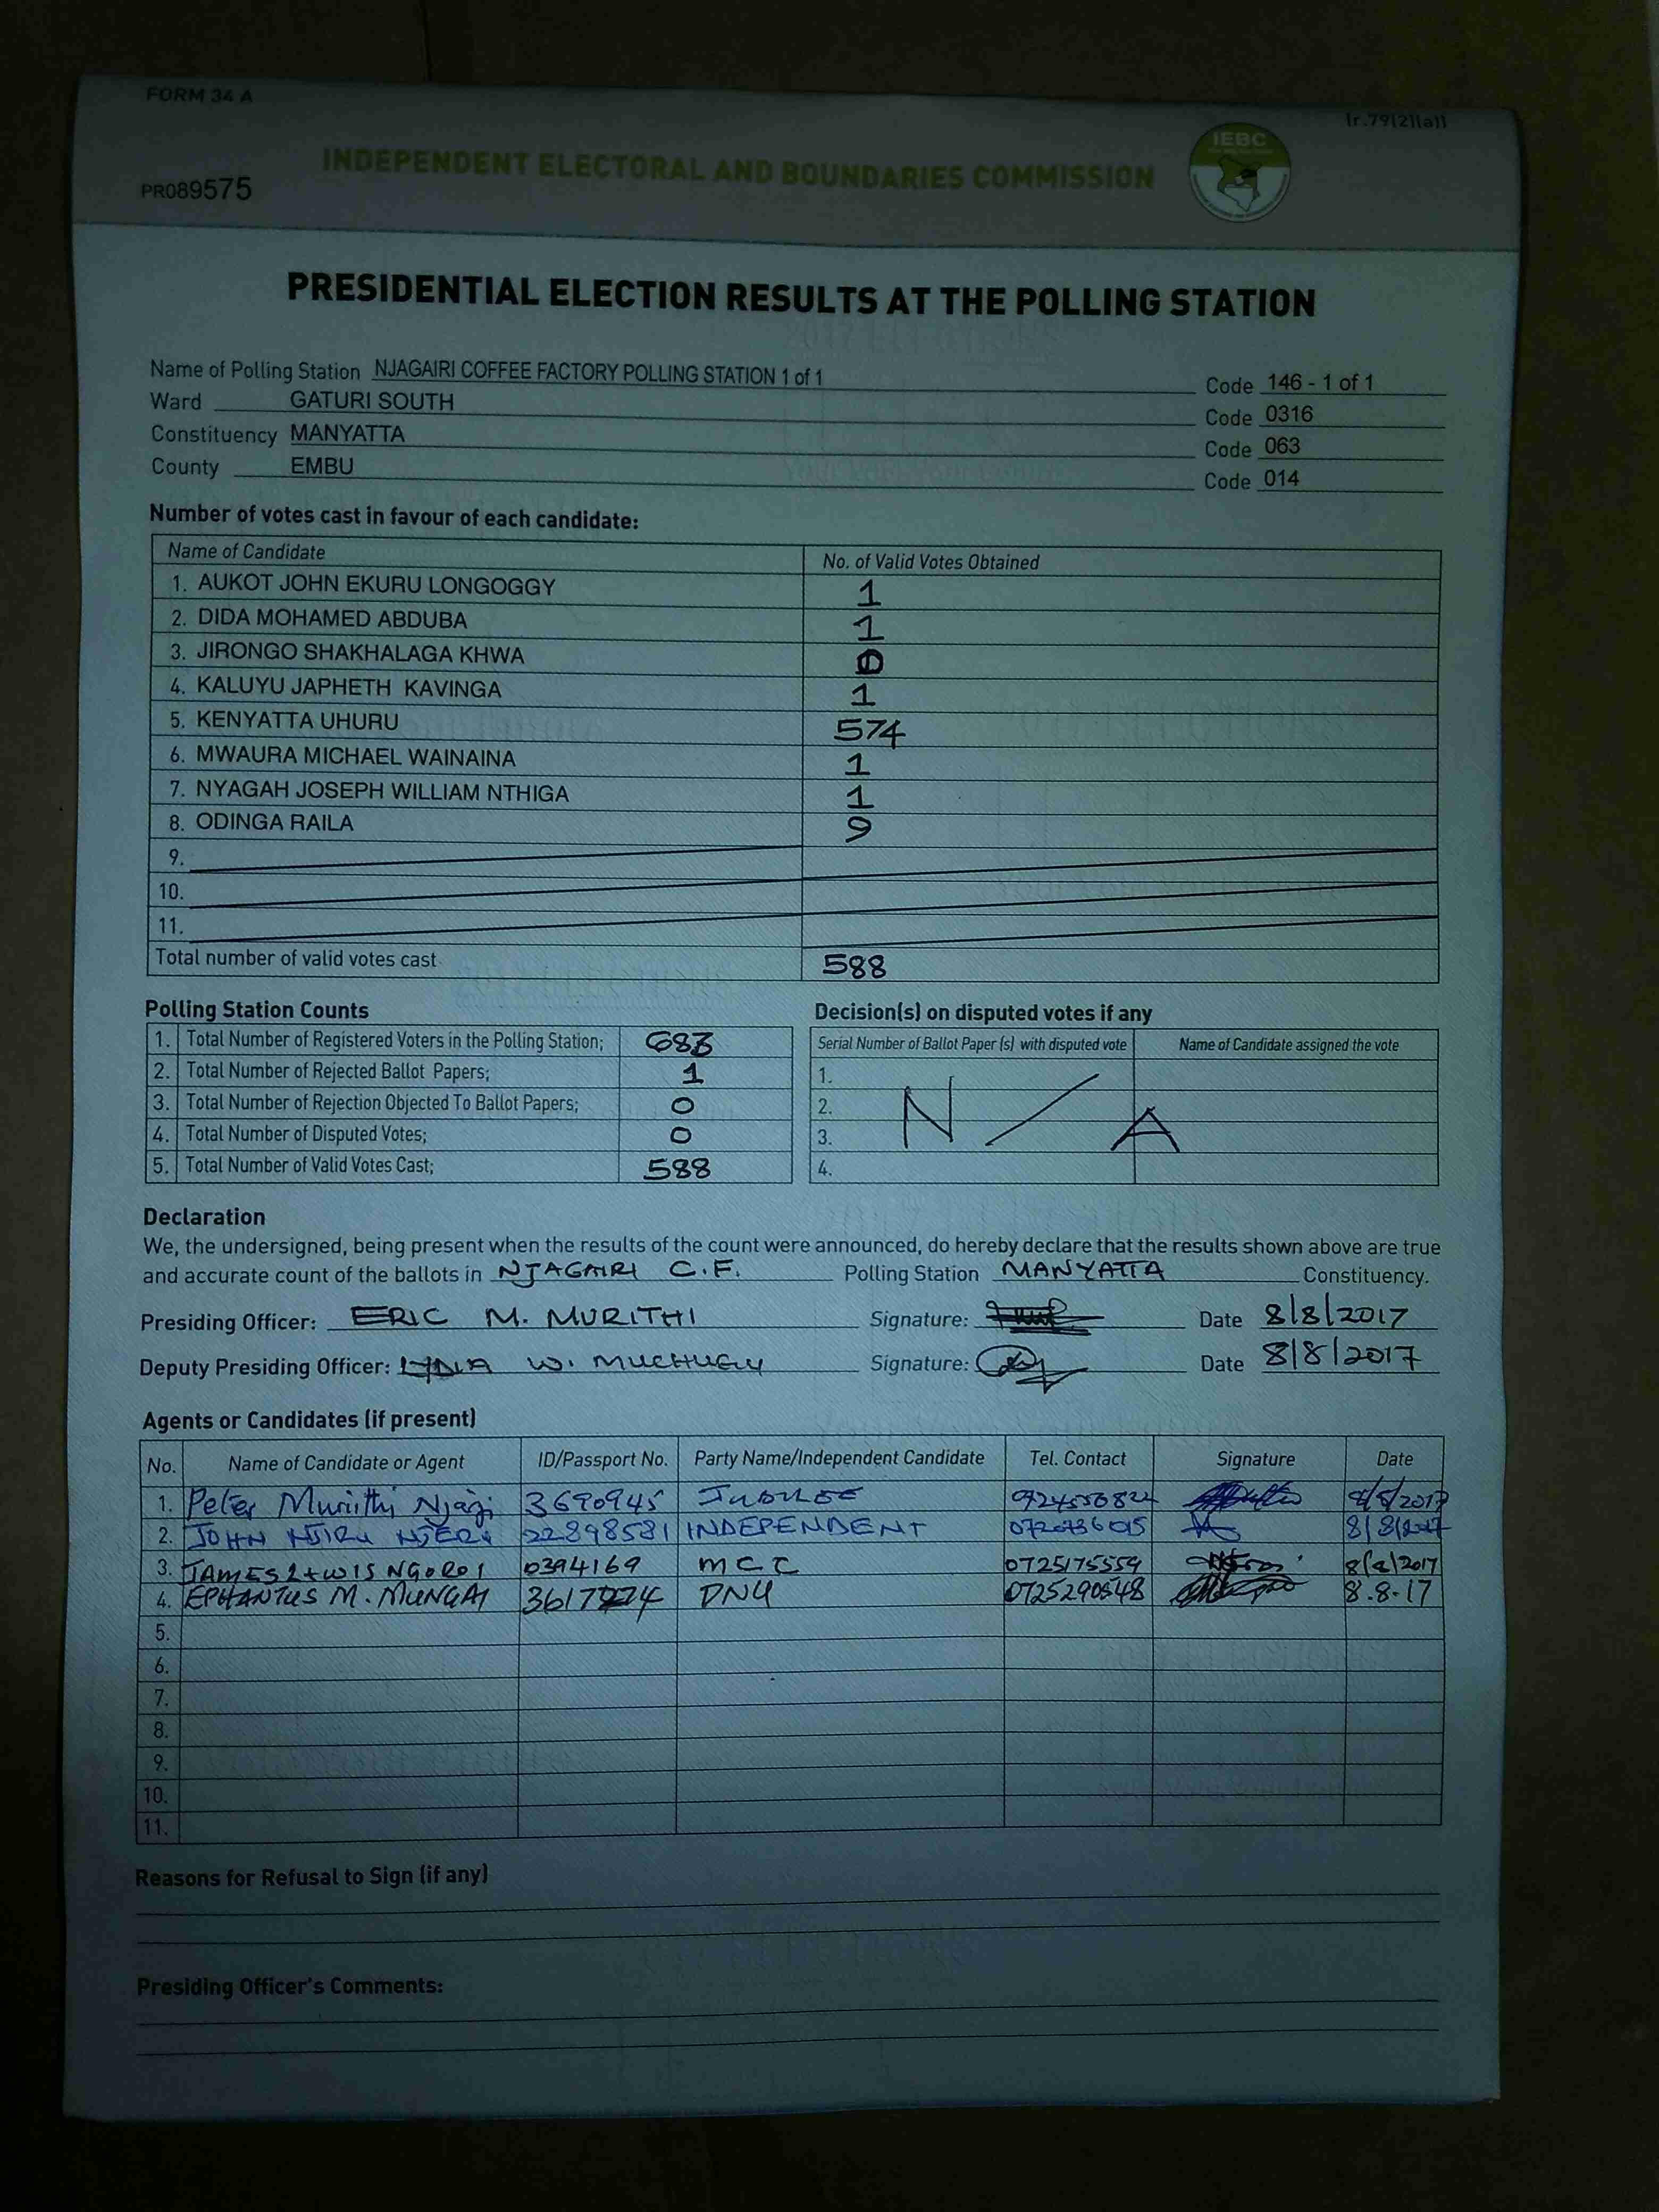 FORM 34 A
(r.79(2)(a))
INDEPENDENT ELECTORAL AND BOUNDARIES COMMISSION
IEBC
PR089575
PRESIDENTIAL ELECTION RESULTS AT THE POLLING STATION
Name of Polling Station NJAGAIRI COFFEE FACTORY POLLING STATION 1 of 1 Code 146 - 1 of 1
Ward GATURI SOUTH Code 0316
Constituency MANYATTA Code 063
County EMBU Code 014
Number of votes cast in favour of each candidate:
Name of Candidate No. of Valid Votes Obtained
1. AUKOT JOHN EKURU LONGOGGY 1
2. DIDA MOHAMED ABDUBA 1
3. JIRONGO SHAKHALAGA KHWA
4. KALUYU JAPHETH KAVINGA 1
5. KENYATTA UHURU 574
6. MWAURA MICHAEL WAINAINA 1
7. NYAGAH JOSEPH WILLIAM NTHIGA 1
8. ODINGA RAILA 9
9.
10.
11.
Total number of valid votes cast 588
Polling Station Counts
1. Total Number of Registered Voters in the Polling Station; 683
2. Total Number of Rejected Ballot Papers; 1
3. Total Number of Rejection Objected To Ballot Papers; 0
4. Total Number of Disputed Votes; 0
5. Total Number of Valid Votes Cast; 588
Decision(s) on disputed votes if any
Serial Number of Ballot Paper (s) with disputed vote Name of Candidate assigned the vote
1.
2.
3.
4.
N / A
Declaration
We, the undersigned, being present when the results of the count were announced, do hereby declare that the results shown above are true
and accurate count of the ballots in NJAGAIRI C.F. Polling Station MANYATTA Constituency.
Presiding Officer: ERIC M. MURITHI Signature: Date 8/8/2017
Deputy Presiding Officer: LYDIA W. Signature: Date 8/8/2017
Agents or Candidates (if present)
No. Name of Candidate or Agent ID/Passport No. Party Name/Independent Candidate Tel. Contact Signature Date
1. Peter Muriithi Njagi 3690945 JUBILEE 8/8/2017
2. JOHN NJIRU NJERU 22898581 INDEPENDENT 8/8/2017
3. JAMES NGOROI 0394169 MCC 0725175559 8/8/2017
4. EPHANTUS M. MUNGAI DNU 0725290548 8.8.17
5.
6.
7.
8.
9.
10.
11.
Reasons for Refusal to Sign (if any)
Presiding Officer's Comments: